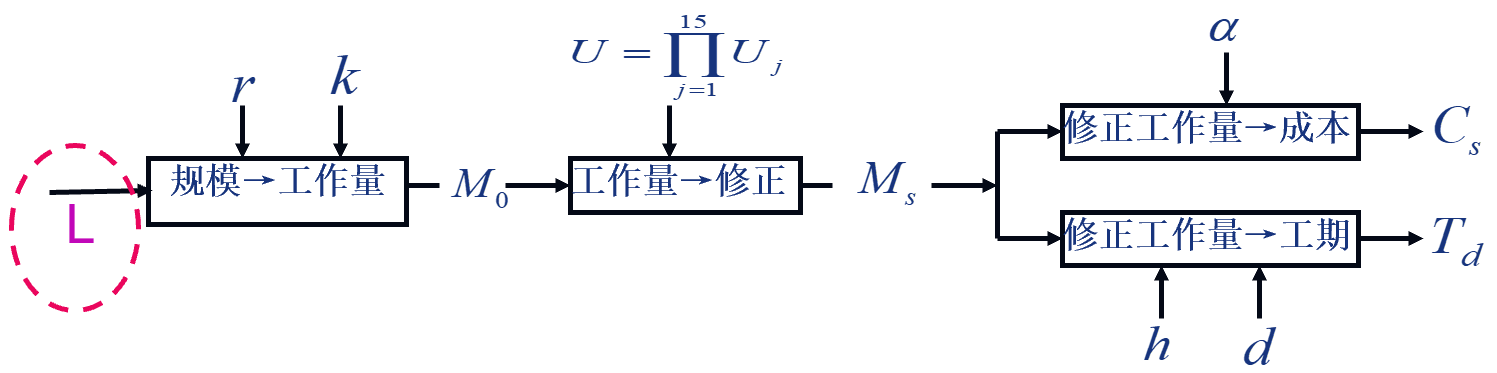 L
r
k
规模→工作量
M₀
U = ∏_{j=1}^{15} U_j
工作量→修正
M_s
α
修正工作量→成本
C_s
修正工作量→工期
T_d
h
d